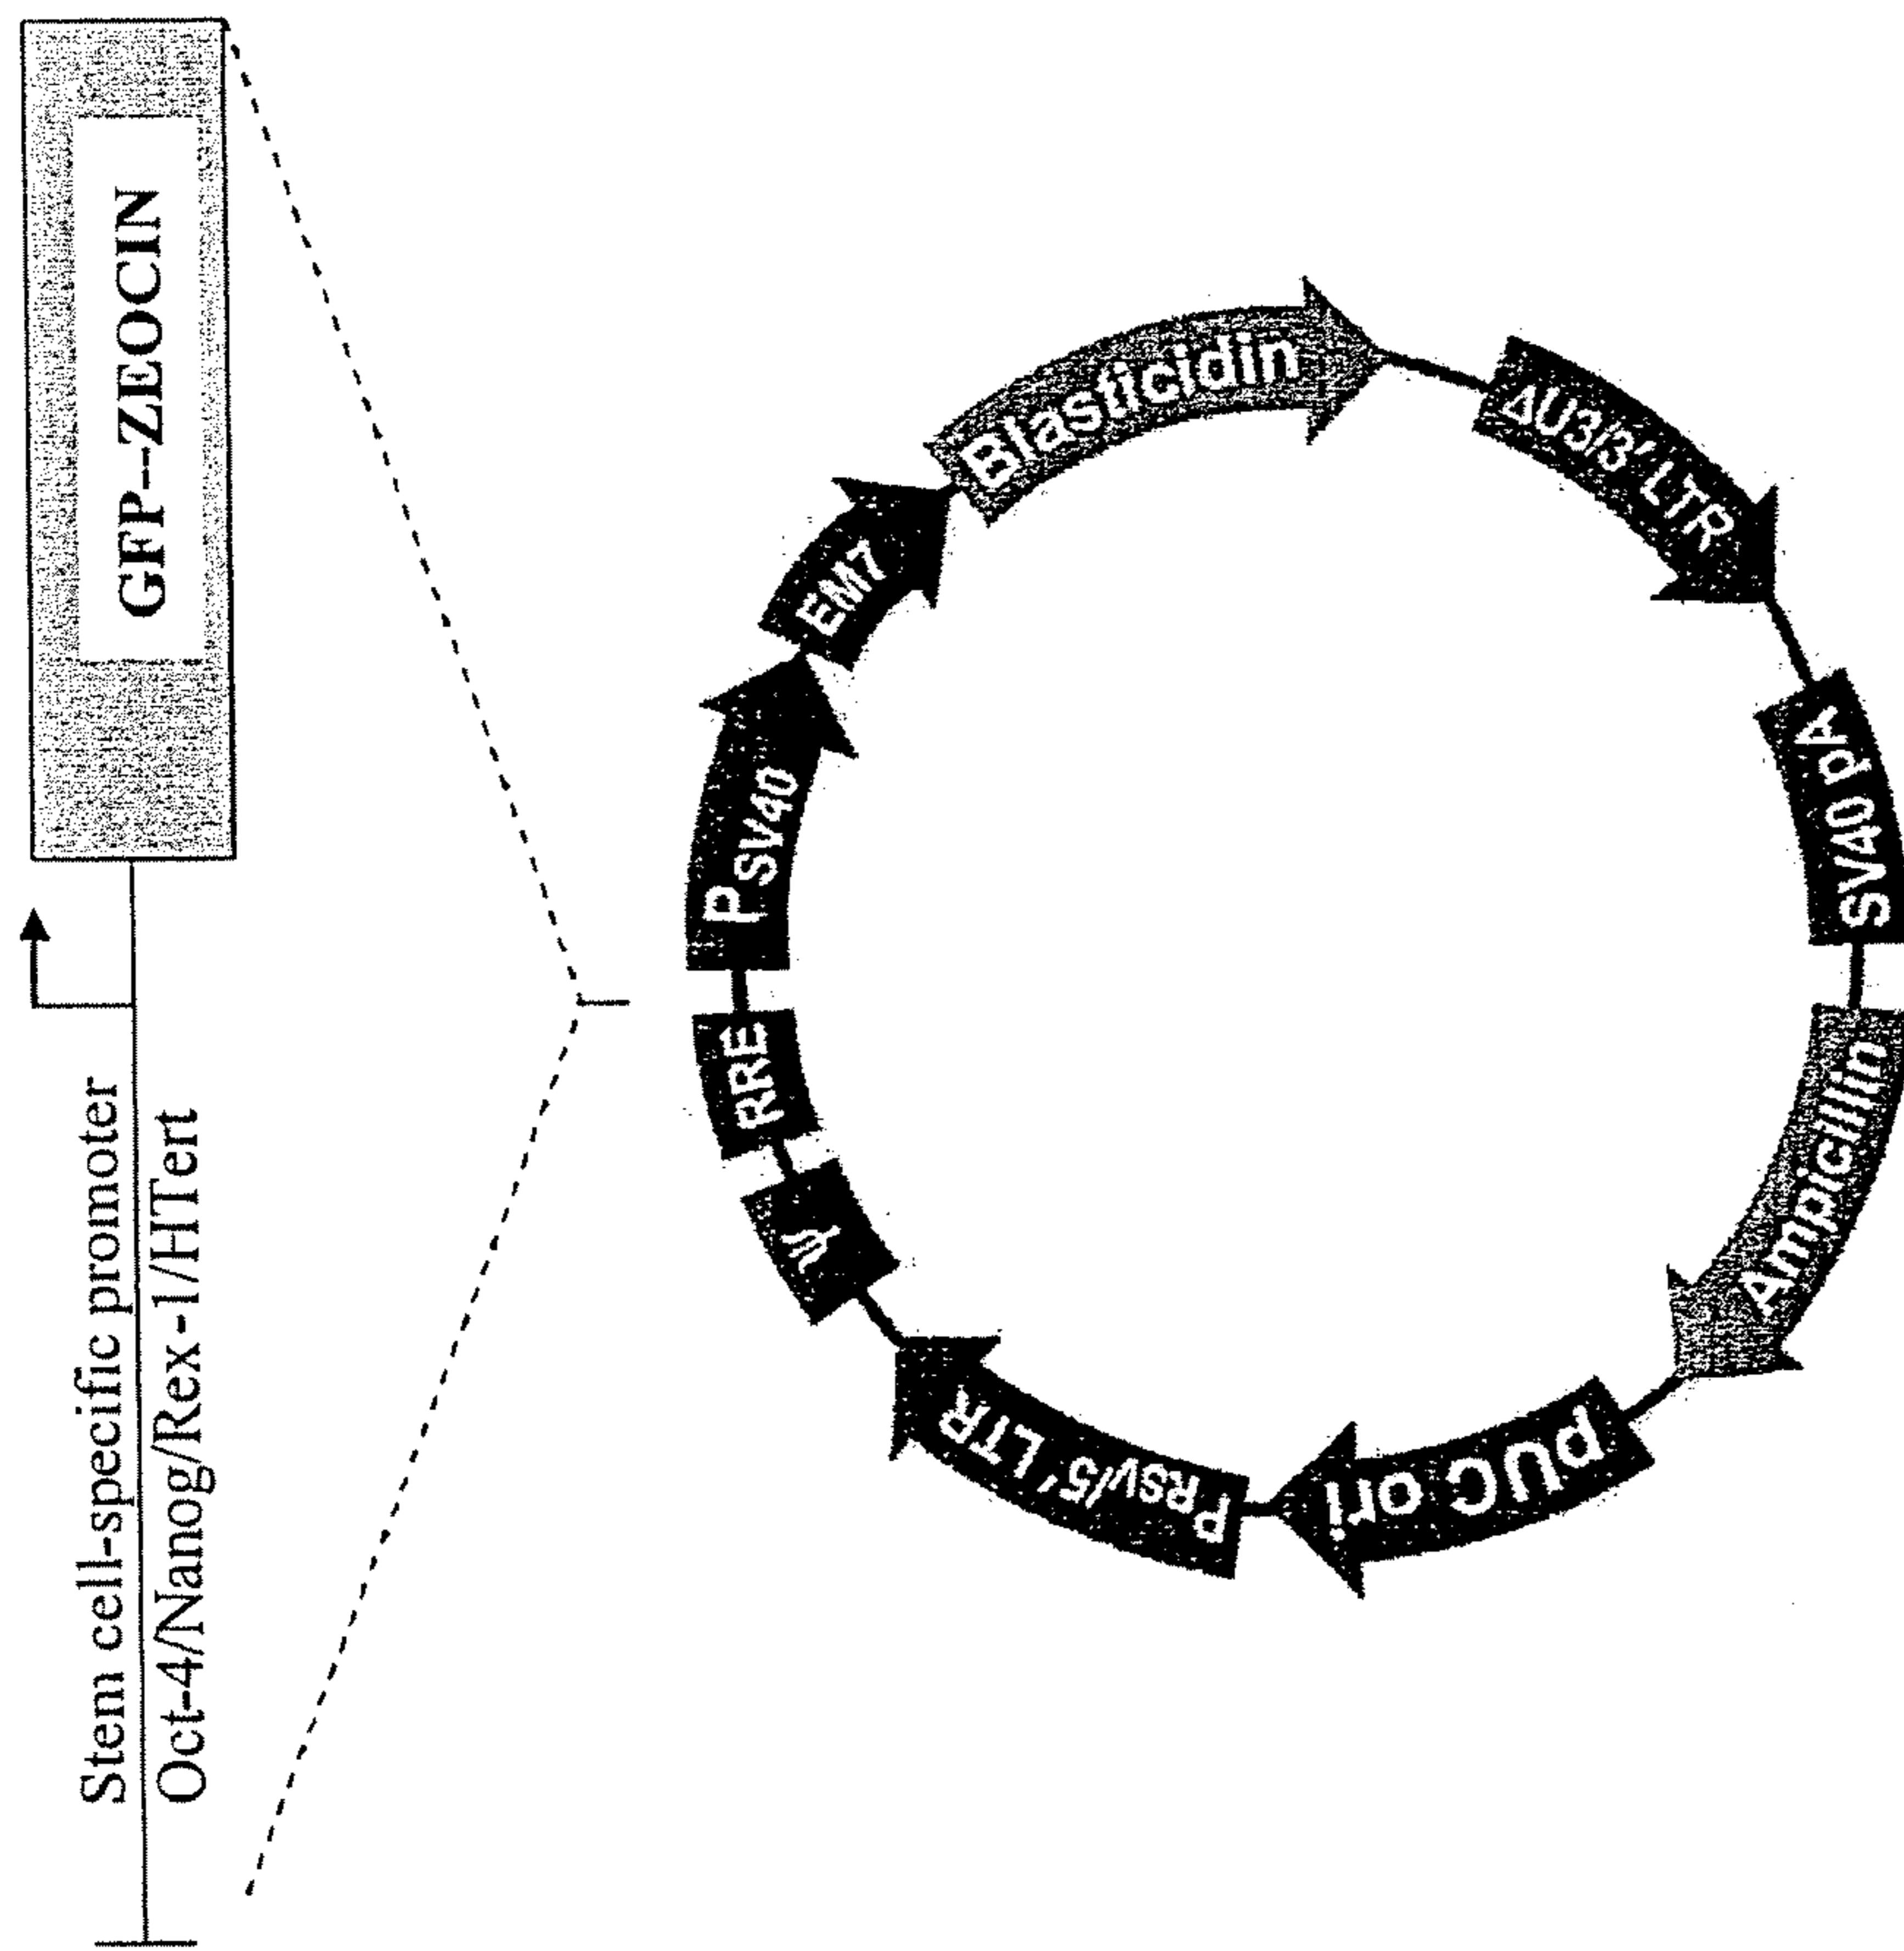 Stem cell-specific promoter
Oct-4/Nanog/Rex-1/HTert
GFP--ZEOCIN
RRE
PSV40
EM7
Blasticidin
ΔU3/3' LTR
SV40 pA
Ampicillin
pUC ori
PRSV/5' LTR
Ψ